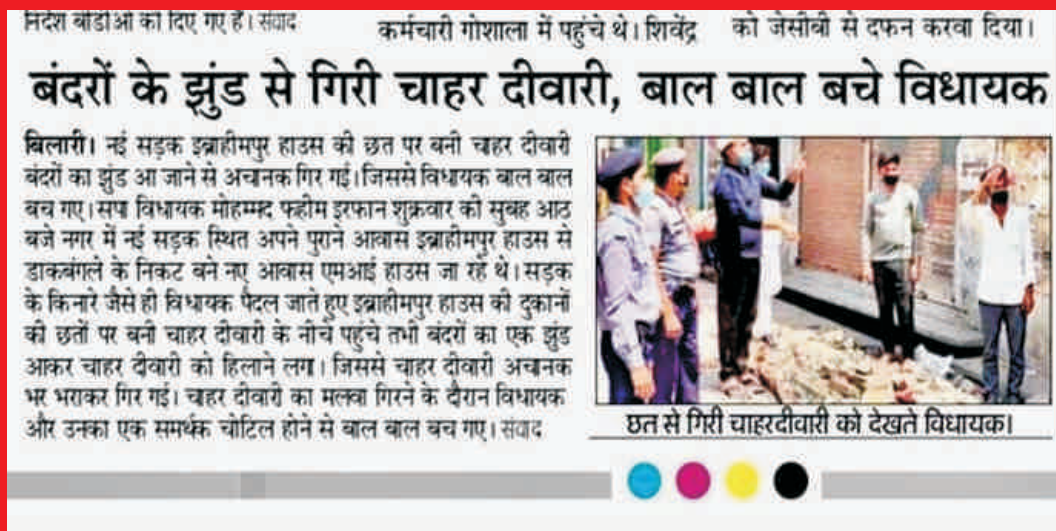 निर्देश बीडीओ को दिए गए हैं। संवाद
कर्मचारी गोशाला में पहुंचे थे। शिवेंद्र
को जेसीबी से दफन करवा दिया।
बंदरों के झुंड से गिरी चाहर दीवारी, बाल बाल बचे विधायक
बिलारी। नई सड़क इब्राहीमपुर हाउस की छत पर बनी चाहर दीवारी
बंदरों का झुंड आ जाने से अचानक गिर गई। जिससे विधायक बाल बाल
बच गए। सपा विधायक मोहम्मद फहीम इरफान शुक्रवार को सुबह आठ
बजे नगर में नई सड़क स्थित अपने पुराने आवास इब्राहीमपुर हाउस से
डाकबंगले के निकट बने नए आवास एमआई हाउस जा रहे थे। सड़क
के किनारे जैसे ही विधायक पैदल जाते हुए इब्राहीमपुर हाउस की दुकानों
की छतों पर बनी चाहर दीवारी के नीचे पहुंचे तभी बंदरों का एक झुंड
आकर चाहर दीवारी को हिलाने लगा। जिससे चाहर दीवारी अचानक
भर भराकर गिर गई। चाहर दीवारी का मलवा गिरने के दौरान विधायक
और उनका एक समर्थक चोटिल होने से बाल बाल बच गए। संवाद
छत से गिरी चाहरदीवारी को देखते विधायक।